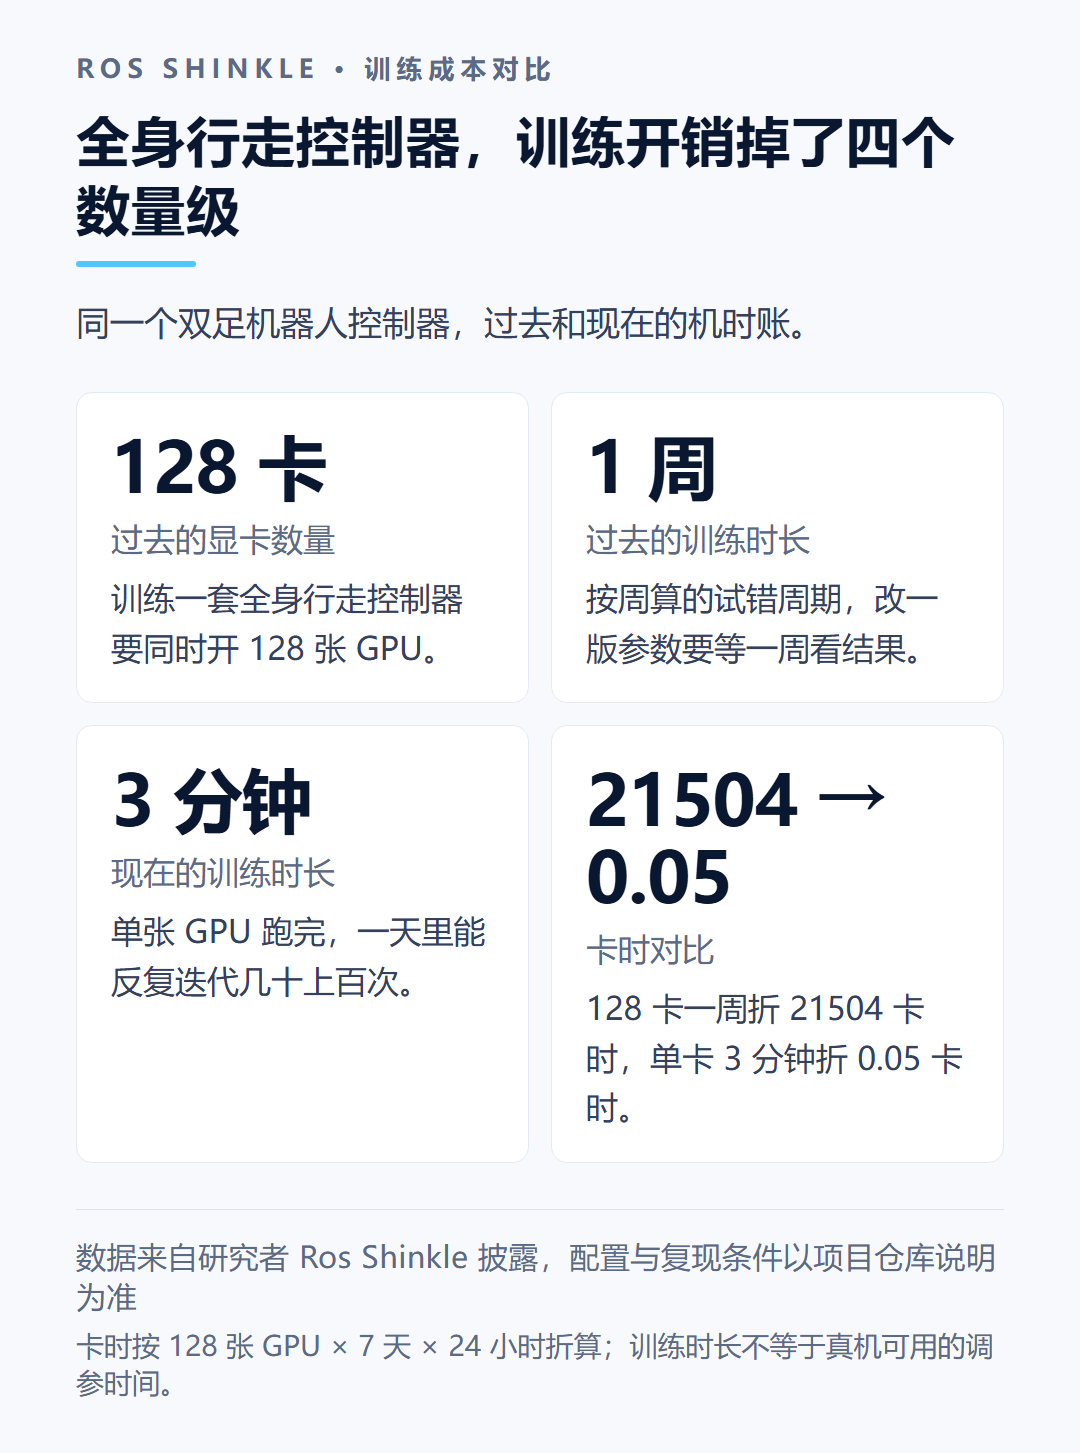 ROS SHINKLE • 训练成本对比
全身行走控制器，训练开销掉了四个
数量级
同一个双足机器人控制器，过去和现在的机时账。
128 卡
过去的显卡数量
训练一套全身行走控制器
要同时开 128 张 GPU。
1 周
过去的训练时长
按周算的试错周期，改一
版参数要等一周看结果。
3 分钟
现在的训练时长
单张 GPU 跑完，一天里能
反复迭代几十上百次。
21504 →
0.05
卡时对比
128 卡一周折 21504 卡
时，单卡 3 分钟折 0.05 卡
时。
数据来自研究者 Ros Shinkle 披露，配置与复现条件以项目仓库说明
为准
卡时按 128 张 GPU × 7 天 × 24 小时折算；训练时长不等于真机可用的调
参时间。